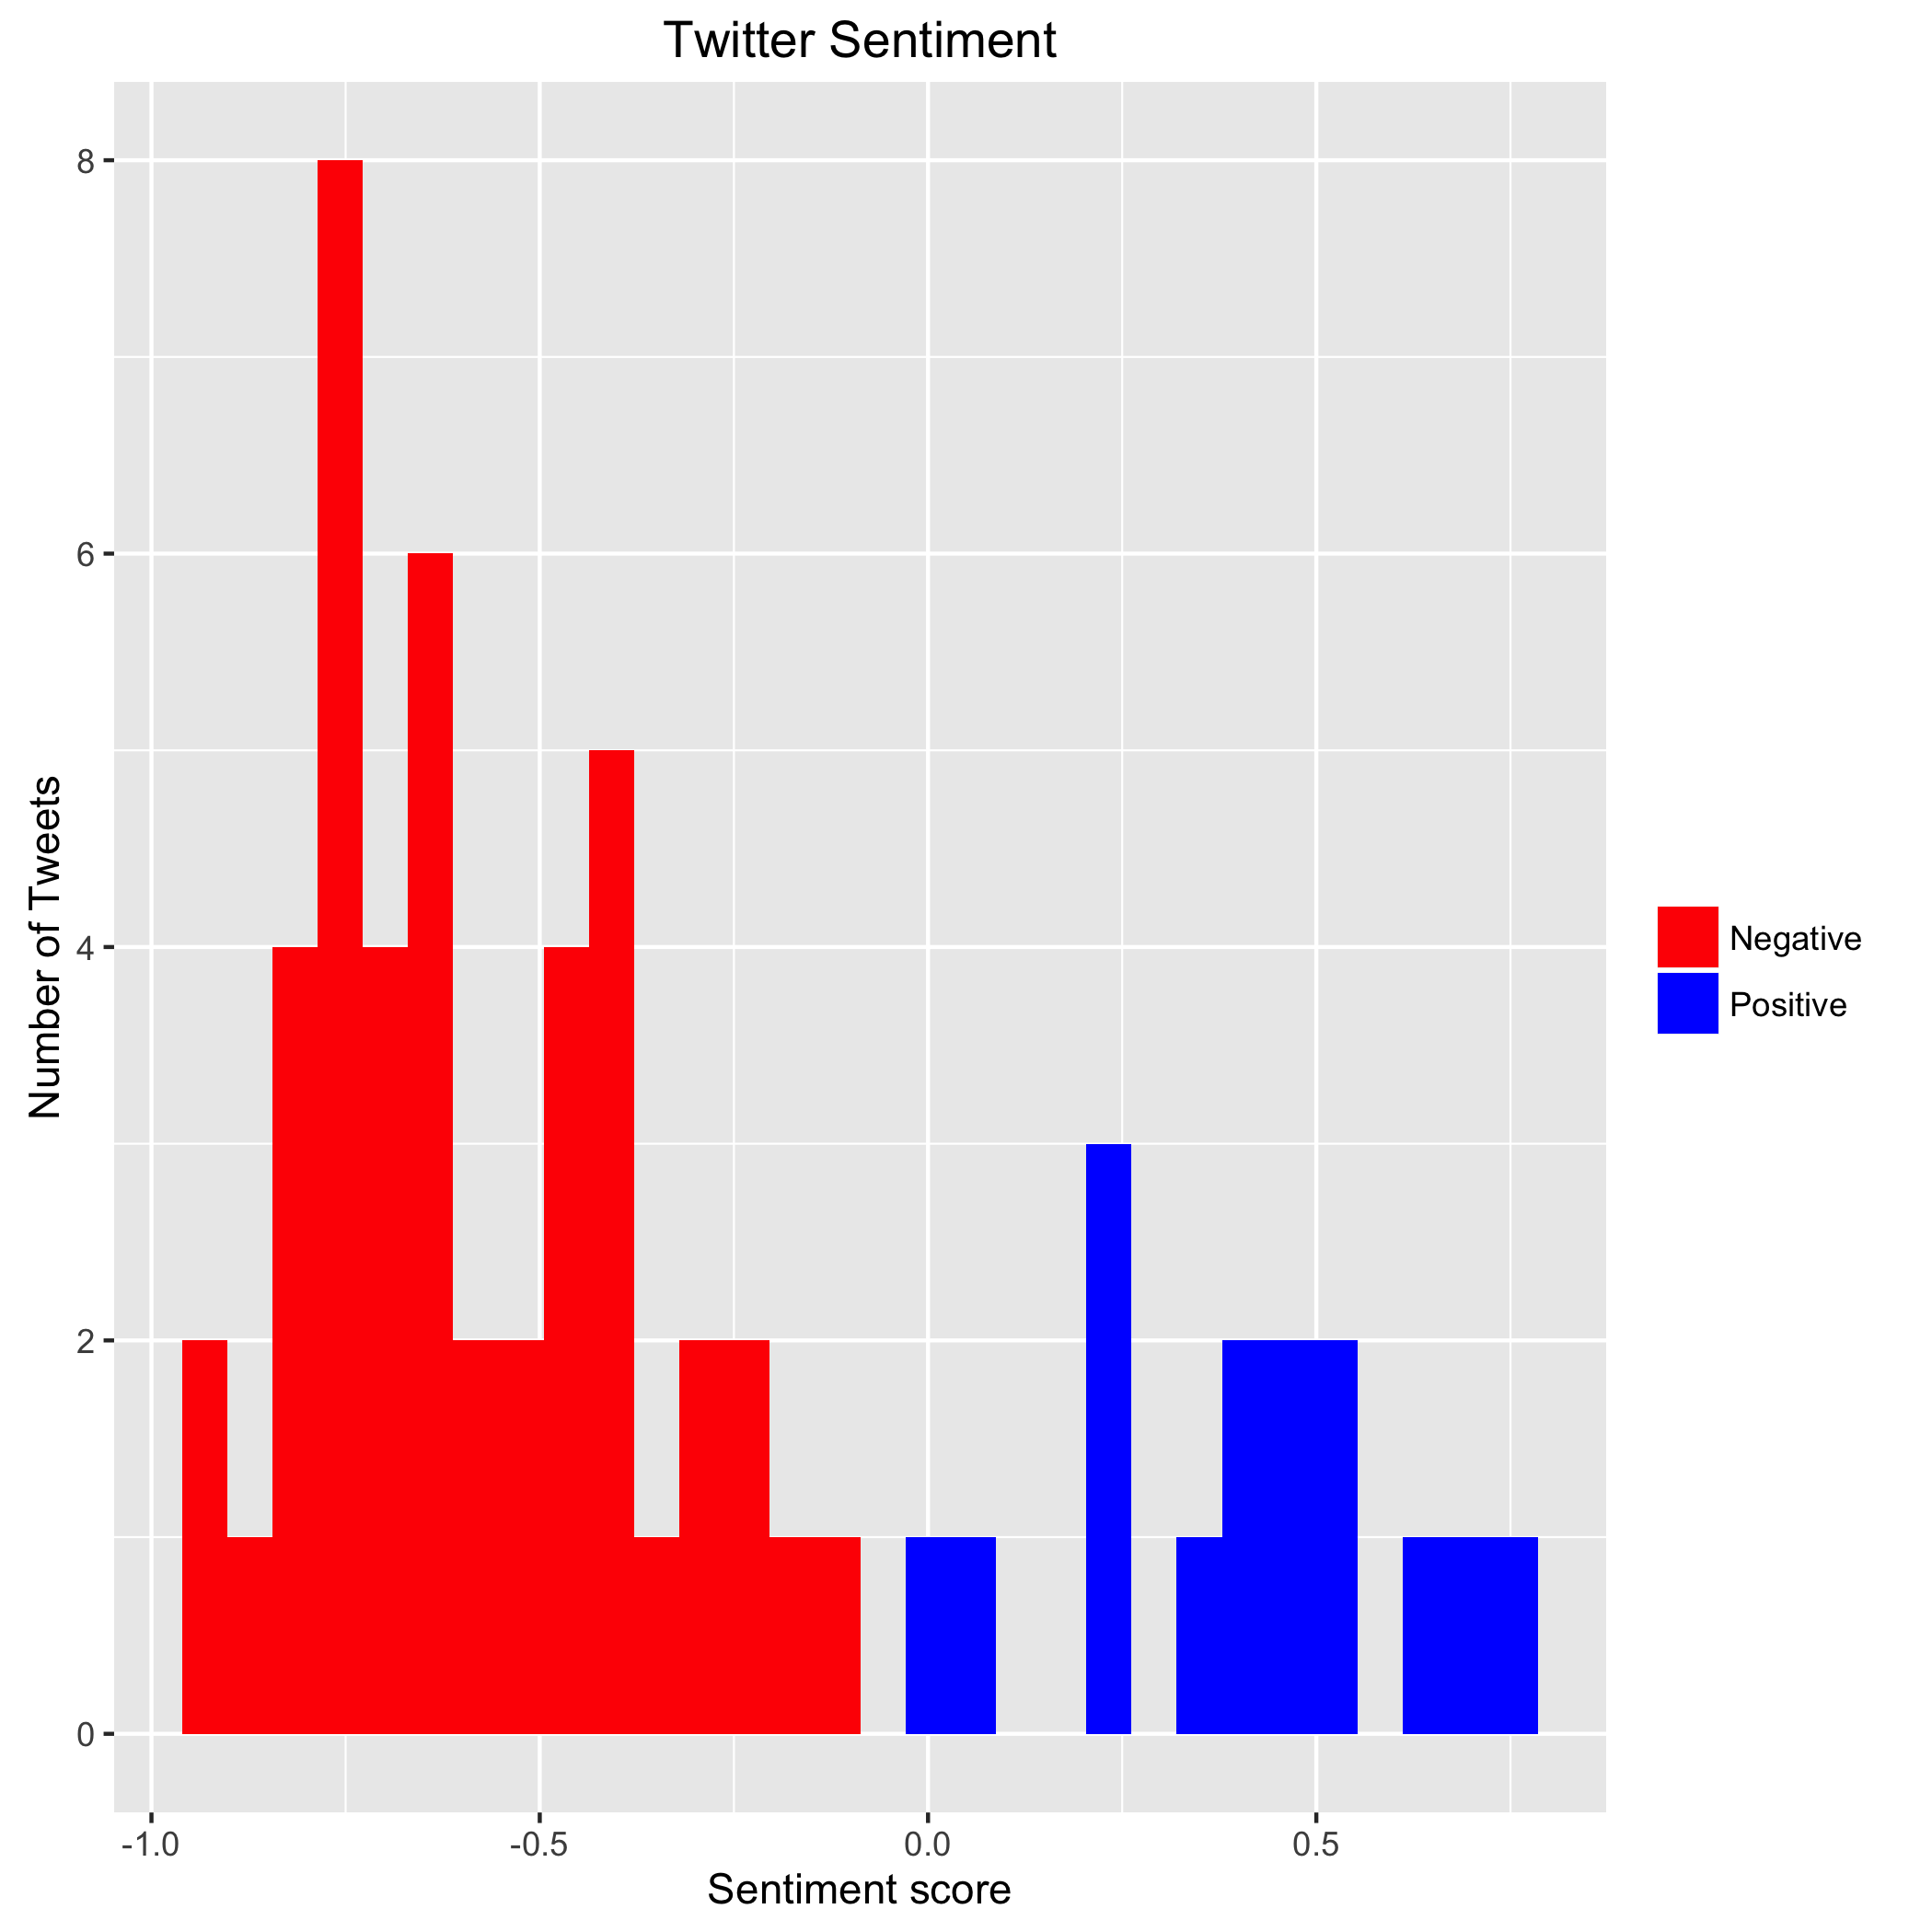 Twitter Sentiment
8
6
4
2
0
Number of Tweets
-1.0
-0.5
0.0
0.5
Sentiment score
Negative
Positive